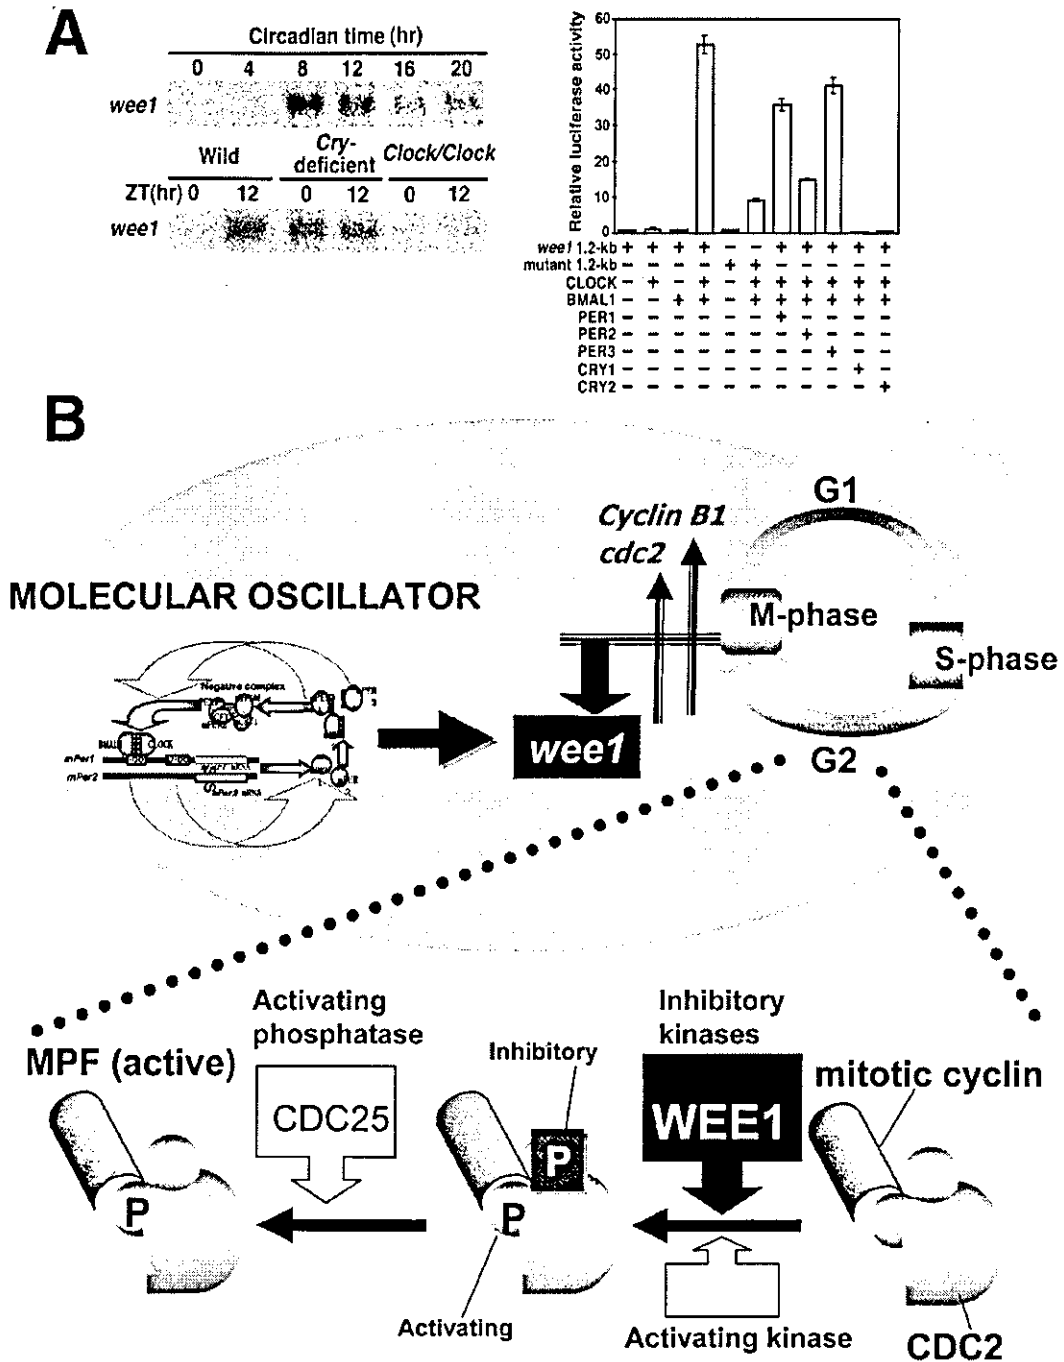 A
Circadian time (hr)
0 4 8 12 16 20
wee1
Wild Cry-deficient Clock/Clock
ZT(hr) 0 12 0 12 0 12
wee1
Relative luciferase activity
60
50
40
30
20
10
0
wee1 1.2-kb + + + + − − + + + + +
mutant 1.2-kb − − − − + + − − − − −
CLOCK − + − + − + + + + + +
BMAL1 − − + + − + + + + + +
PER1 − − − − − − + − − − −
PER2 − − − − − − − + − − −
PER3 − − − − − − − − + − −
CRY1 − − − − − − − − − + −
CRY2 − − − − − − − − − − +
B
G1
Cyclin B1
cdc2
MOLECULAR OSCILLATOR
M-phase
S-phase
Negative complex
CLOCK
mPer1
mPer2
wee1
G2
Activating phosphatase
Inhibitory kinases
MPF (active)
Inhibitory
mitotic cyclin
CDC25
WEE1
P
P
P
Activating
Activating kinase
CDC2